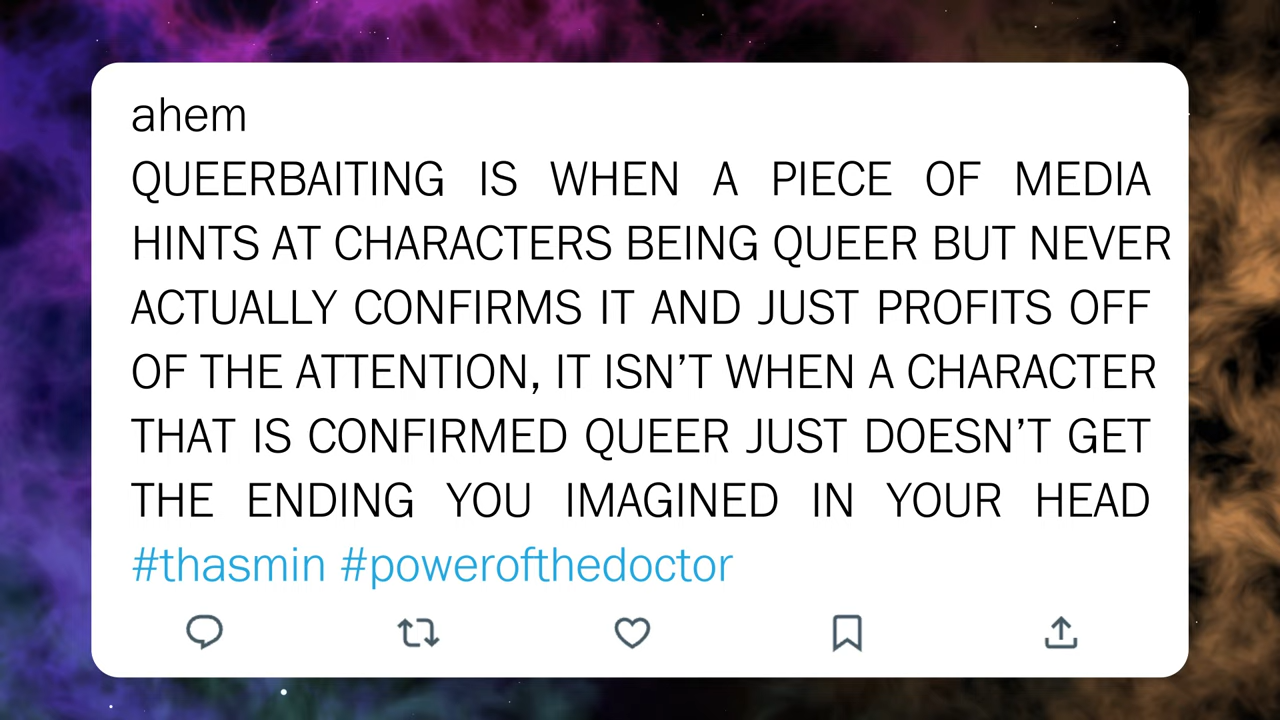 ahem
QUEERBAITING IS WHEN A PIECE OF MEDIA
HINTS AT CHARACTERS BEING QUEER BUT NEVER
ACTUALLY CONFIRMS IT AND JUST PROFITS OFF
OF THE ATTENTION, IT ISN’T WHEN A CHARACTER
THAT IS CONFIRMED QUEER JUST DOESN’T GET
THE ENDING YOU IMAGINED IN YOUR HEAD
#thasmin #powerofthedoctor